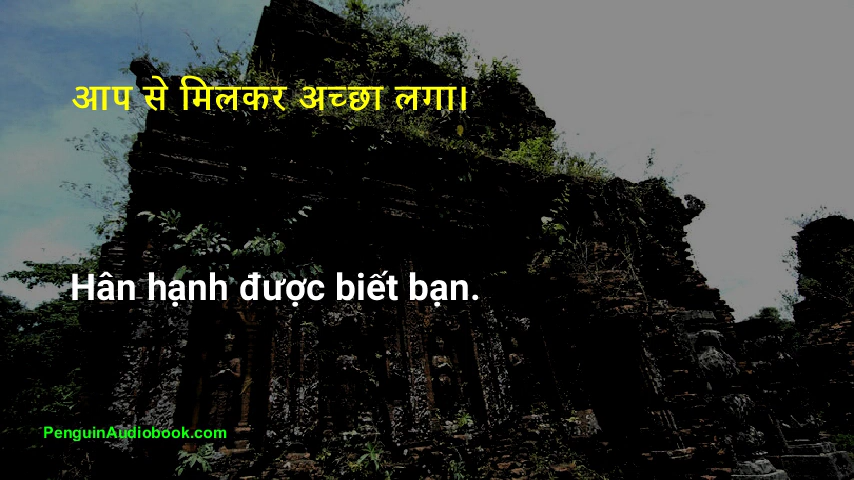 आप से मिलकर अच्छा लगा।
Hân hạnh được biết bạn.
PenguinAudiobook.com